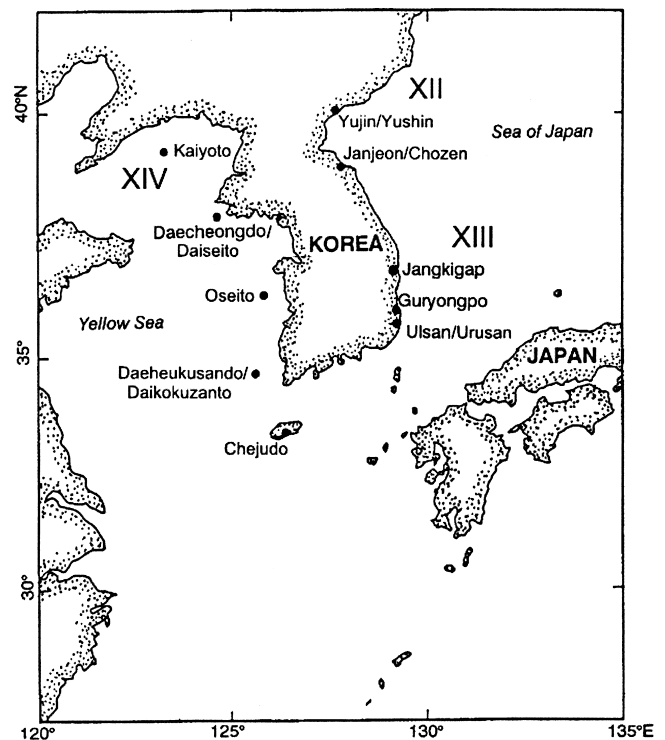 40°N
XII
Yujin/Yushin
Sea of Japan
Kaiyoto
Janjeon/Chozen
XIV
Daecheongdo/
Daiseito
KOREA
XIII
Jangkigap
Oseito
Guryongpo
Yellow Sea
Ulsan/Urusan
35°
JAPAN
Daeheukusando/
Daikokuzanto
Chejudo
30°
120°
125°
130°
135°E